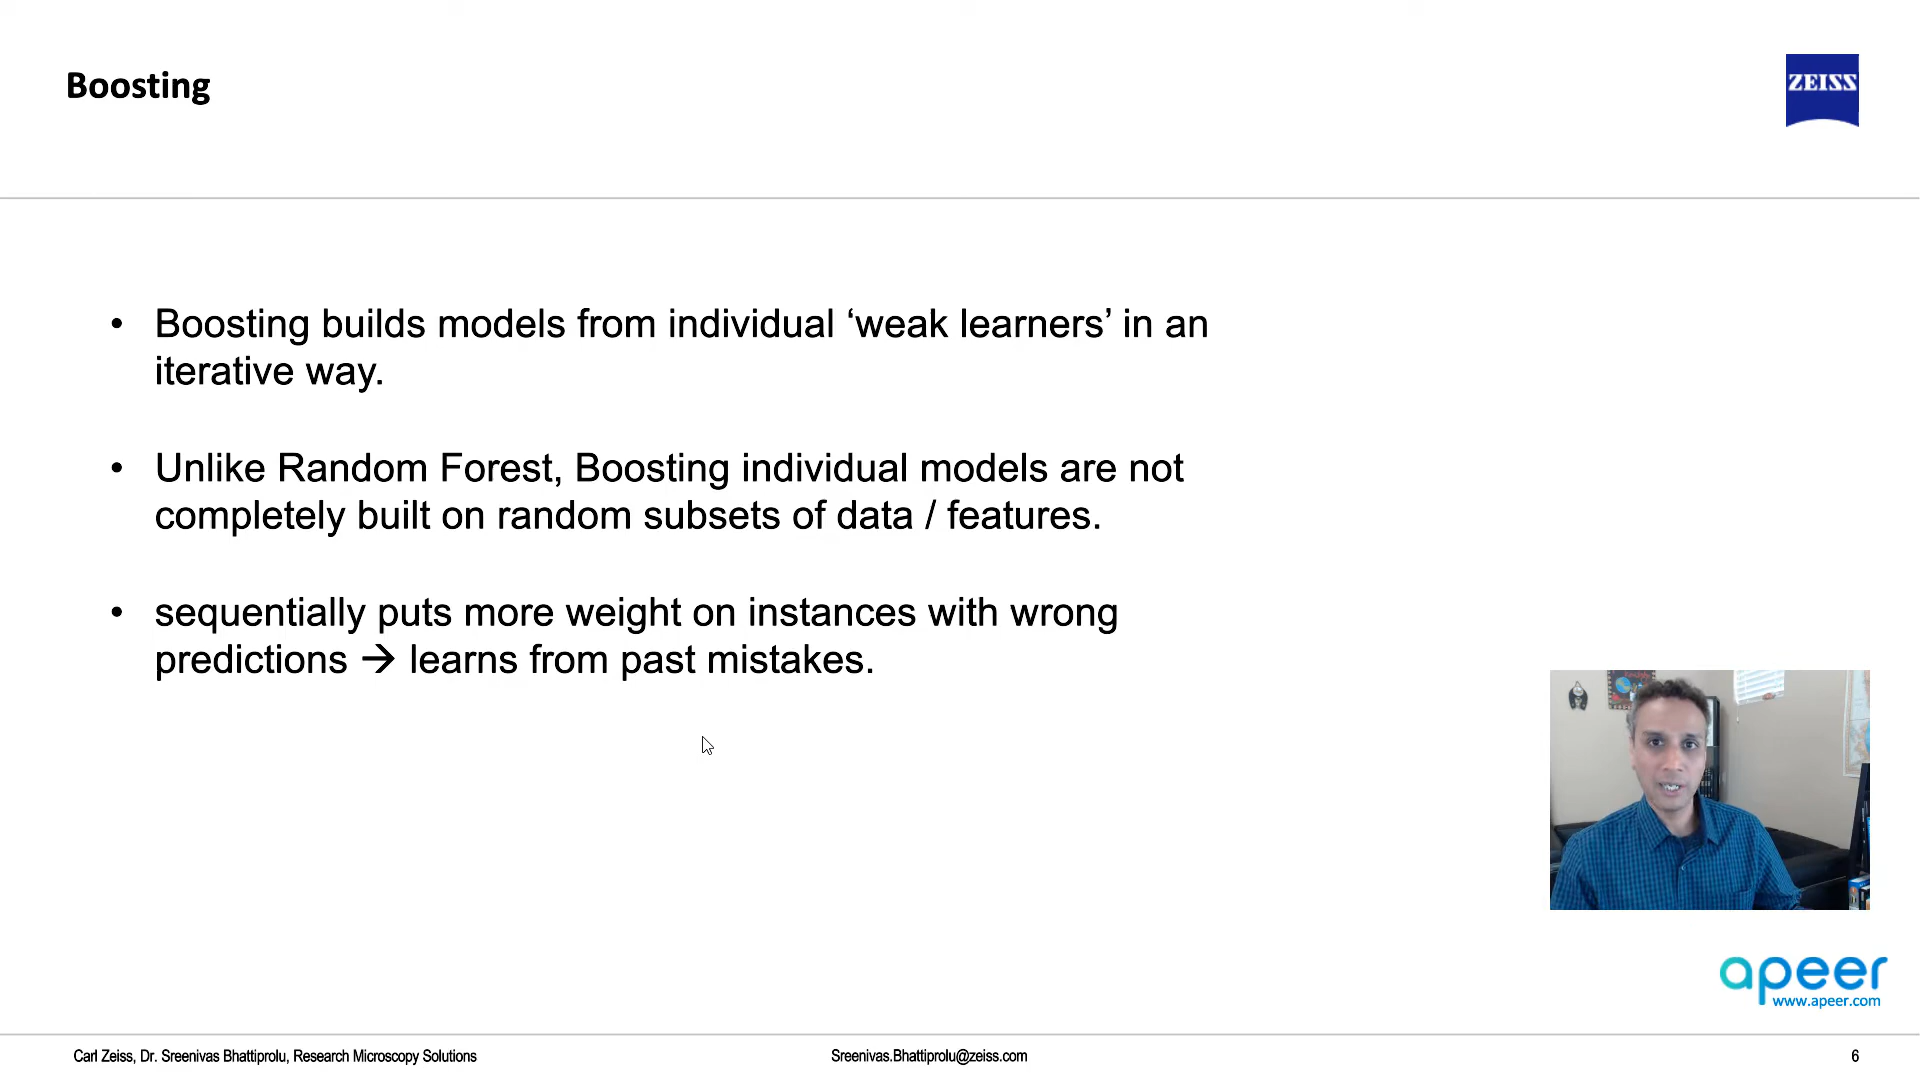 Boosting
ZEISS
• Boosting builds models from individual ‘weak learners’ in an
iterative way.
• Unlike Random Forest, Boosting individual models are not
completely built on random subsets of data / features.
• sequentially puts more weight on instances with wrong
predictions → learns from past mistakes.
apeer
www.apeer.com
Carl Zeiss, Dr. Sreenivas Bhattiprolu, Research Microscopy Solutions
Sreenivas.Bhattiprolu@zeiss.com
6